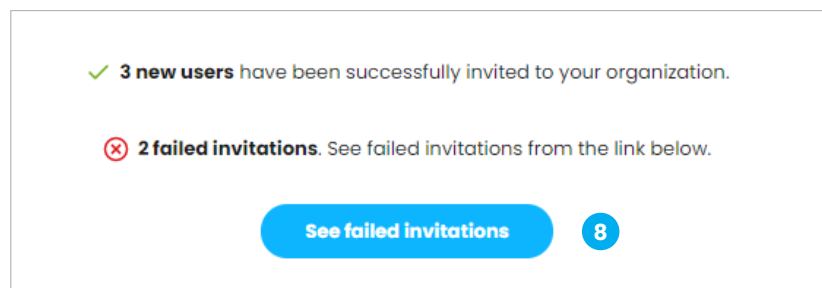 3 new users have been successfully invited to your organization.
2 failed invitations. See failed invitations from the link below.
See failed invitations 8